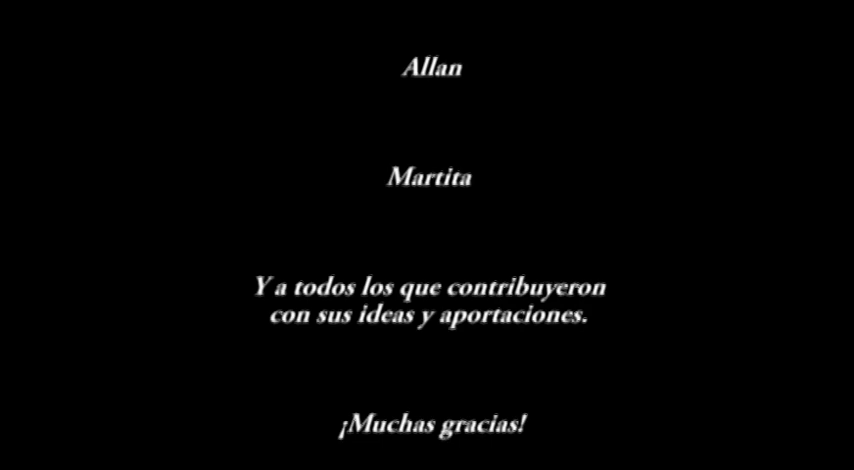 Allan
Martita
Y a todos los que contribuyeron
con sus ideas y aportaciones.
¡Muchas gracias!